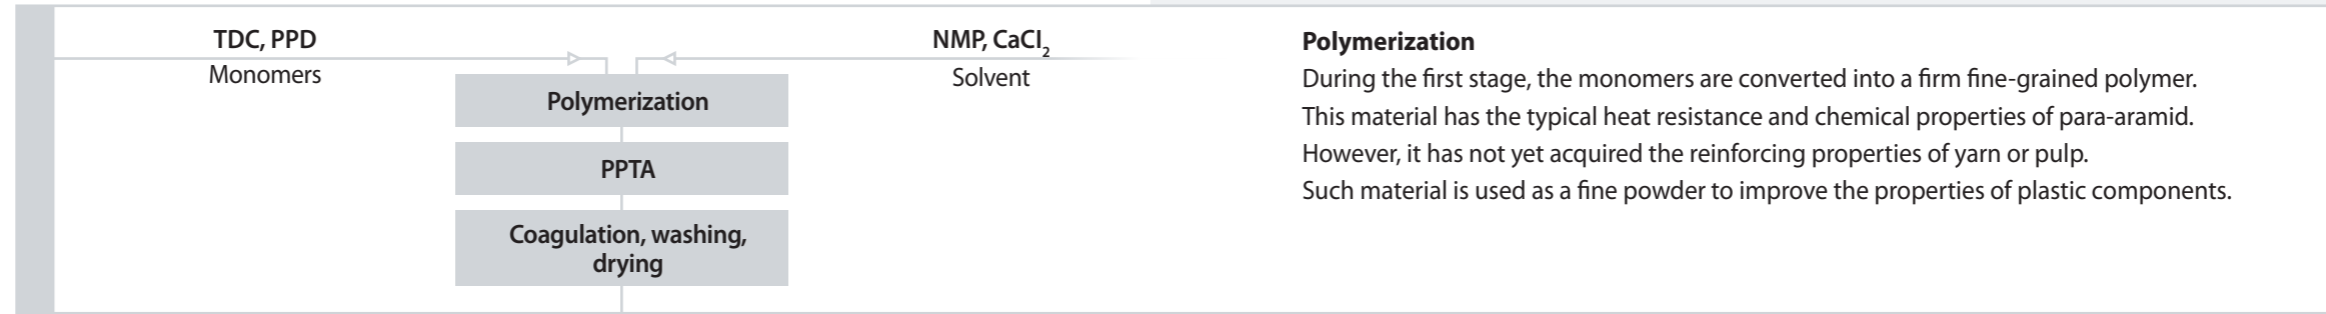 TDC, PPD
Monomers
NMP, CaCl₂
Solvent
Polymerization
PPTA
Coagulation, washing,
drying
Polymerization
During the first stage, the monomers are converted into a firm fine-grained polymer.
This material has the typical heat resistance and chemical properties of para-aramid.
However, it has not yet acquired the reinforcing properties of yarn or pulp.
Such material is used as a fine powder to improve the properties of plastic components.